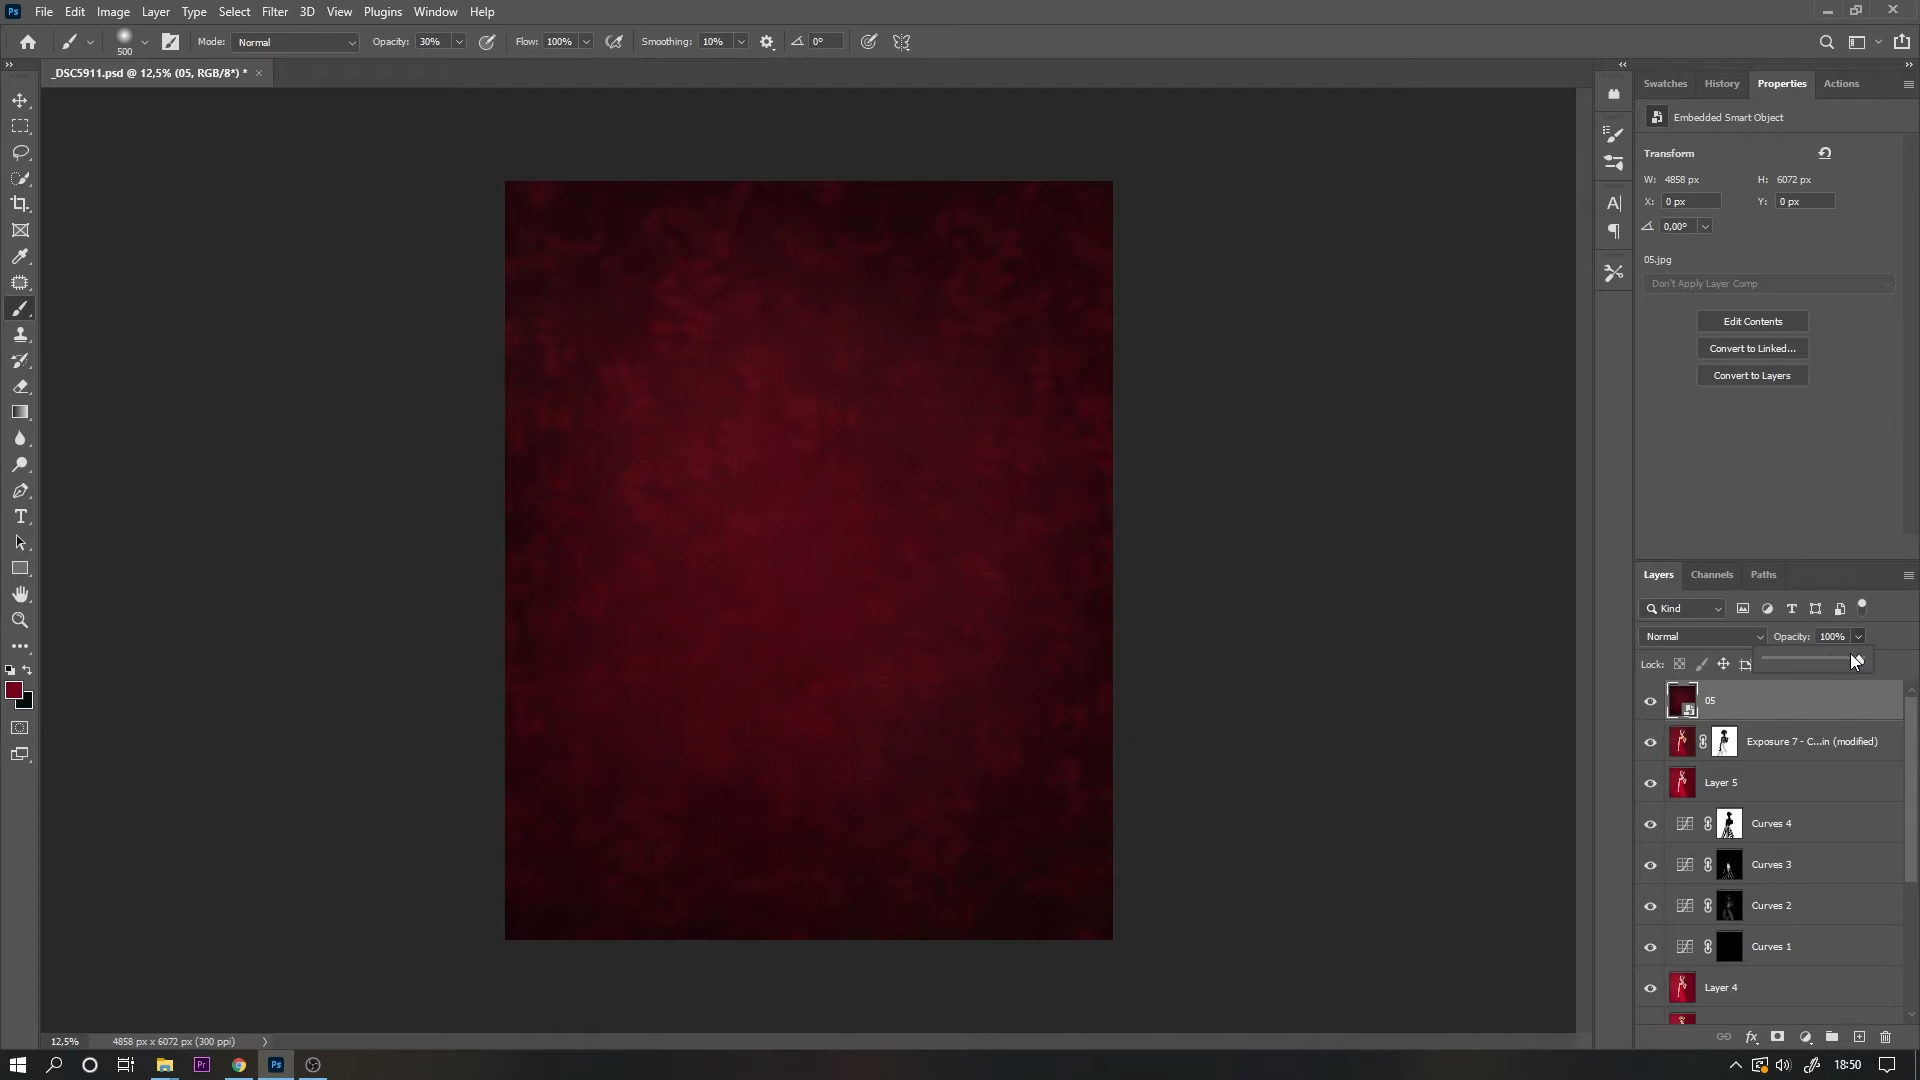 Ps File Edit Image Layer Type Select Filter 3D View Plugins Window Help
500 Mode: Normal Opacity: 30% Flow: 100% Smoothing: 10% 0°
_DSC5911.psd @ 12,5% (05, RGB/8*) * ×
Swatches History Properties Actions
Embedded Smart Object
Transform
W: 4858 px H: 6072 px
X: 0 px Y: 0 px
0,00°
05.jpg
Don't Apply Layer Comp
Edit Contents
Convert to Linked...
Convert to Layers
Layers Channels Paths
Kind
Normal Opacity: 100%
Lock:
05
Exposure 7 - C...in (modified)
Layer 5
Curves 4
Curves 3
Curves 2
Curves 1
Layer 4
12,5% 4858 px x 6072 px (300 ppi)
Pr Ps 18:50